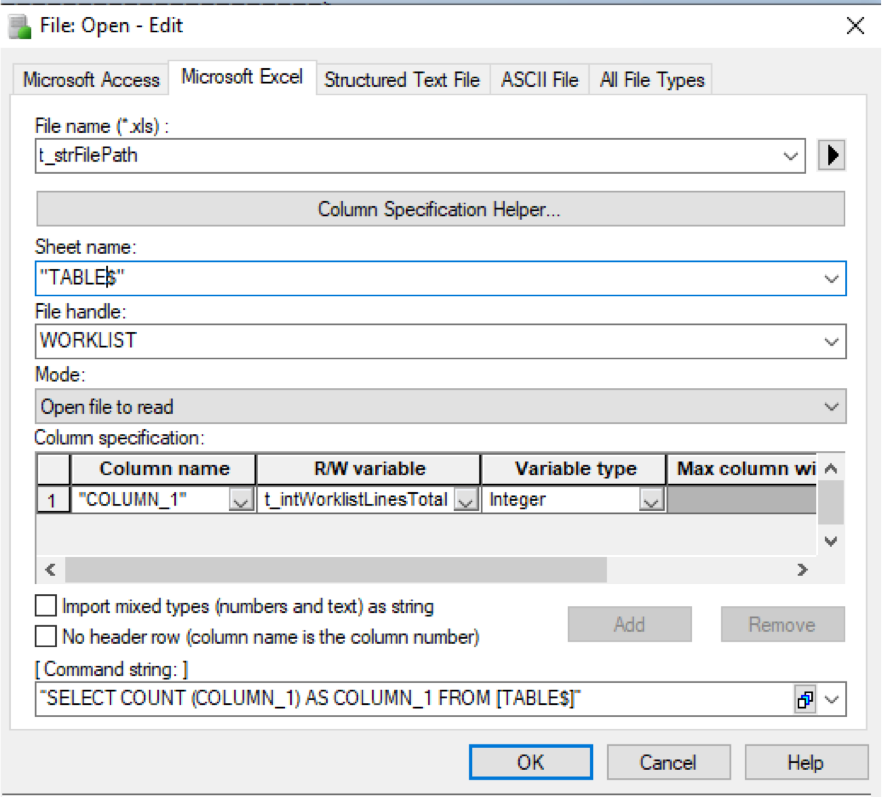 File: Open - Edit
Microsoft Access Microsoft Excel Structured Text File ASCII File All File Types
File name (*.xls) :
t_strFilePath
Column Specification Helper...
Sheet name:
"TABLE$"
File handle:
WORKLIST
Mode:
Open file to read
Column specification:
Column name R/W variable Variable type Max column wi
1 "COLUMN_1" t_intWorklistLinesTotal Integer
Import mixed types (numbers and text) as string
Add Remove
No header row (column name is the column number)
[ Command string: ]
"SELECT COUNT (COLUMN_1) AS COLUMN_1 FROM [TABLE$]"
OK Cancel Help